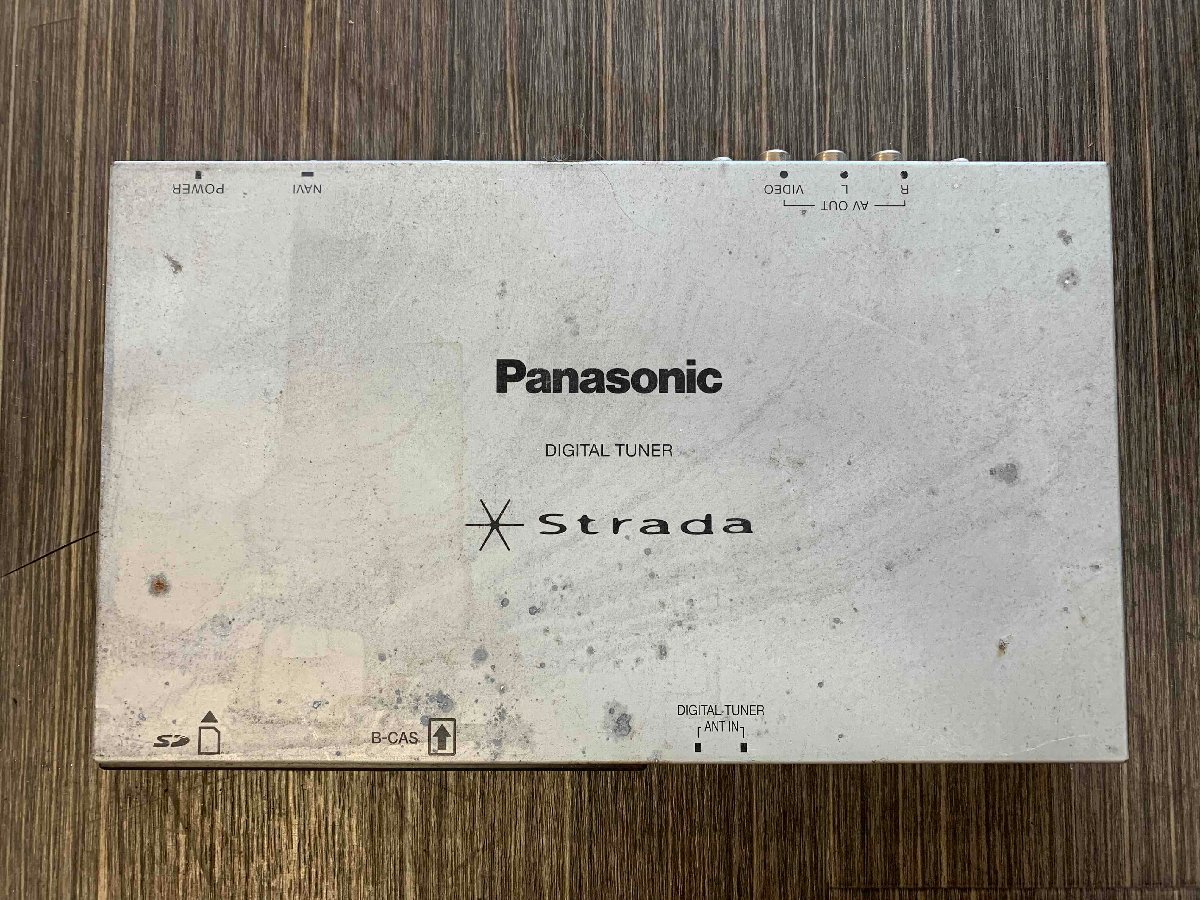 POWER
NAVI
VIDEO L R
AV OUT
Panasonic
DIGITAL TUNER
Strada
SD
B-CAS
DIGITAL-TUNER
ANT IN